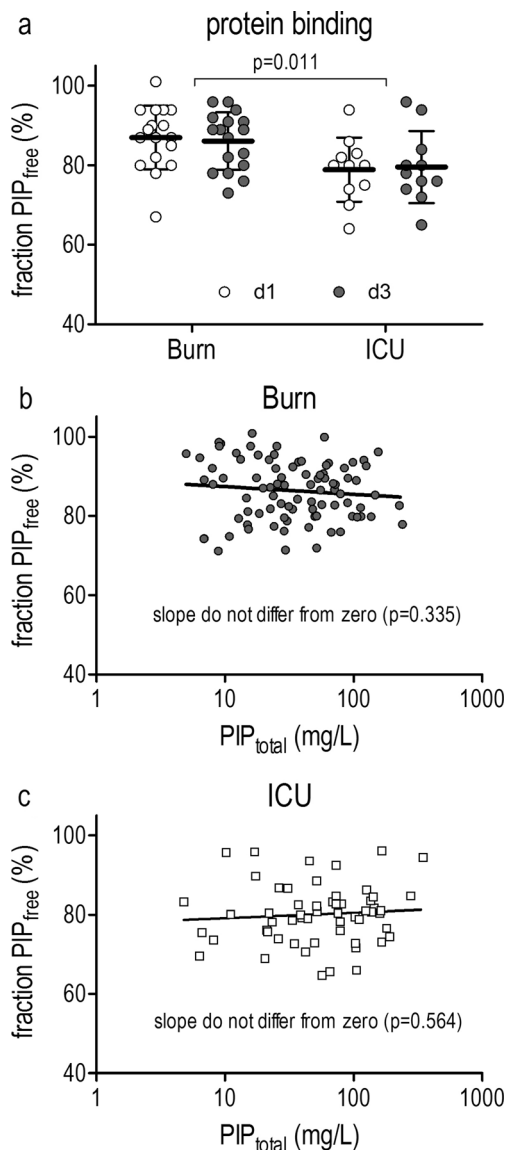 a
protein binding
p=0.011
fraction PIPfree (%)
100
80
60
40
d1 d3
Burn ICU
b
Burn
fraction PIPfree (%)
100
80
60
40
slope do not differ from zero (p=0.335)
1 10 100 1000
PIPtotal (mg/L)
c
ICU
fraction PIPfree (%)
100
80
60
40
slope do not differ from zero (p=0.564)
1 10 100 1000
PIPtotal (mg/L)